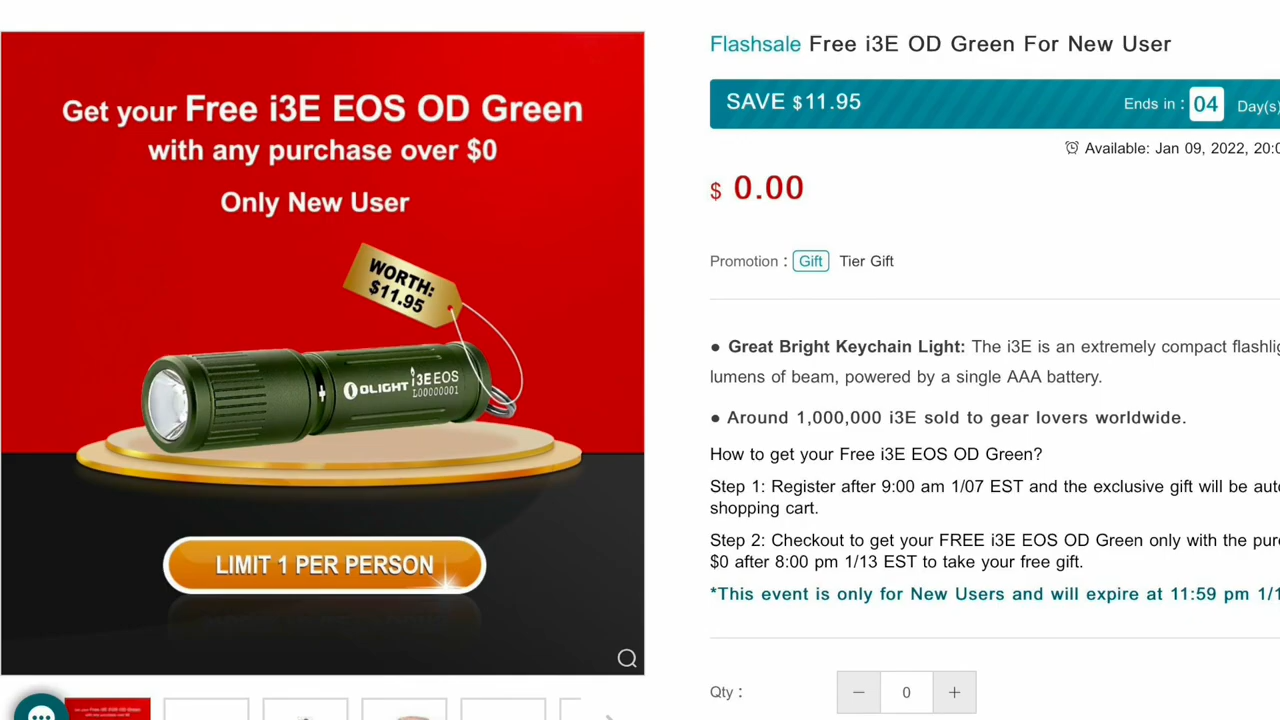 Get your Free i3E EOS OD Green
with any purchase over $0
Only New User
WORTH:
$11.95
OLIGHT i3E EOS
L00000001
LIMIT 1 PER PERSON
Flashsale Free i3E OD Green For New User
SAVE $11.95
Ends in : 04 Day(s)
Available: Jan 09, 2022, 20:0
$ 0.00
Promotion : Gift Tier Gift
● Great Bright Keychain Light: The i3E is an extremely compact
lumens of beam, powered by a single AAA battery.
● Around 1,000,000 i3E sold to gear lovers worldwide.
How to get your Free i3E EOS OD Green?
Step 1: Register after 9:00 am 1/07 EST and the exclusive gift will be
shopping cart.
Step 2: Checkout to get your FREE i3E EOS OD Green only with the
$0 after 8:00 pm 1/13 EST to take your free gift.
*This event is only for New Users and will expire at 11:59 pm
Qty : − 0 +